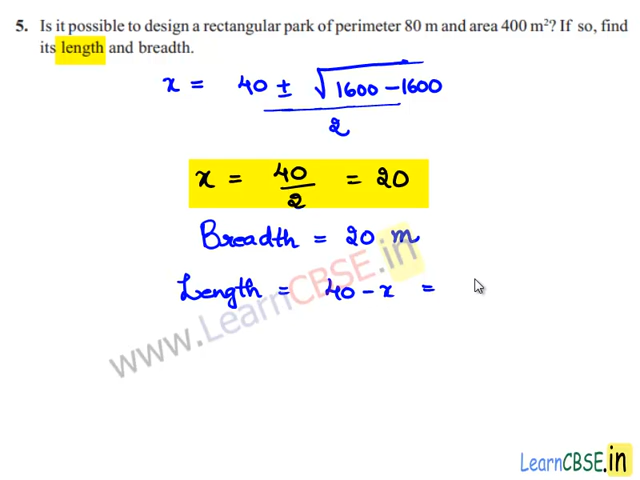 5. Is it possible to design a rectangular park of perimeter 80 m and area 400 m²? If so, find
its length and breadth.
x = (40 ± √(1600 − 1600)) / 2
x = 40/2 = 20
Breadth = 20 m
Length = 40 − x =
www.LearnCBSE.in
LearnCBSE.in